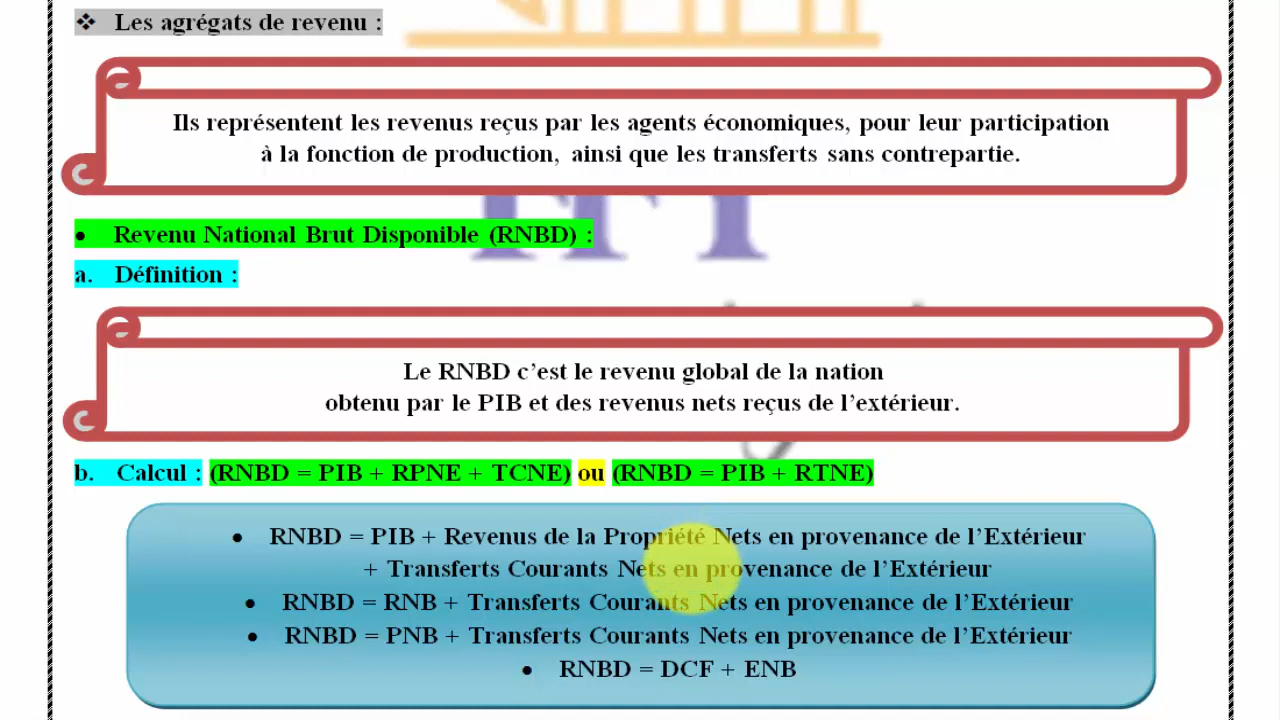 ❖ Les agrégats de revenu :
Ils représentent les revenus reçus par les agents économiques, pour leur participation
à la fonction de production, ainsi que les transferts sans contrepartie.
• Revenu National Brut Disponible (RNBD) :
a. Définition :
Le RNBD c’est le revenu global de la nation
obtenu par le PIB et des revenus nets reçus de l’extérieur.
b. Calcul : (RNBD = PIB + RPNE + TCNE) ou (RNBD = PIB + RTNE)
• RNBD = PIB + Revenus de la Propriété Nets en provenance de l’Extérieur
+ Transferts Courants Nets en provenance de l’Extérieur
• RNBD = RNB + Transferts Courants Nets en provenance de l’Extérieur
• RNBD = PNB + Transferts Courants Nets en provenance de l’Extérieur
• RNBD = DCF + ENB